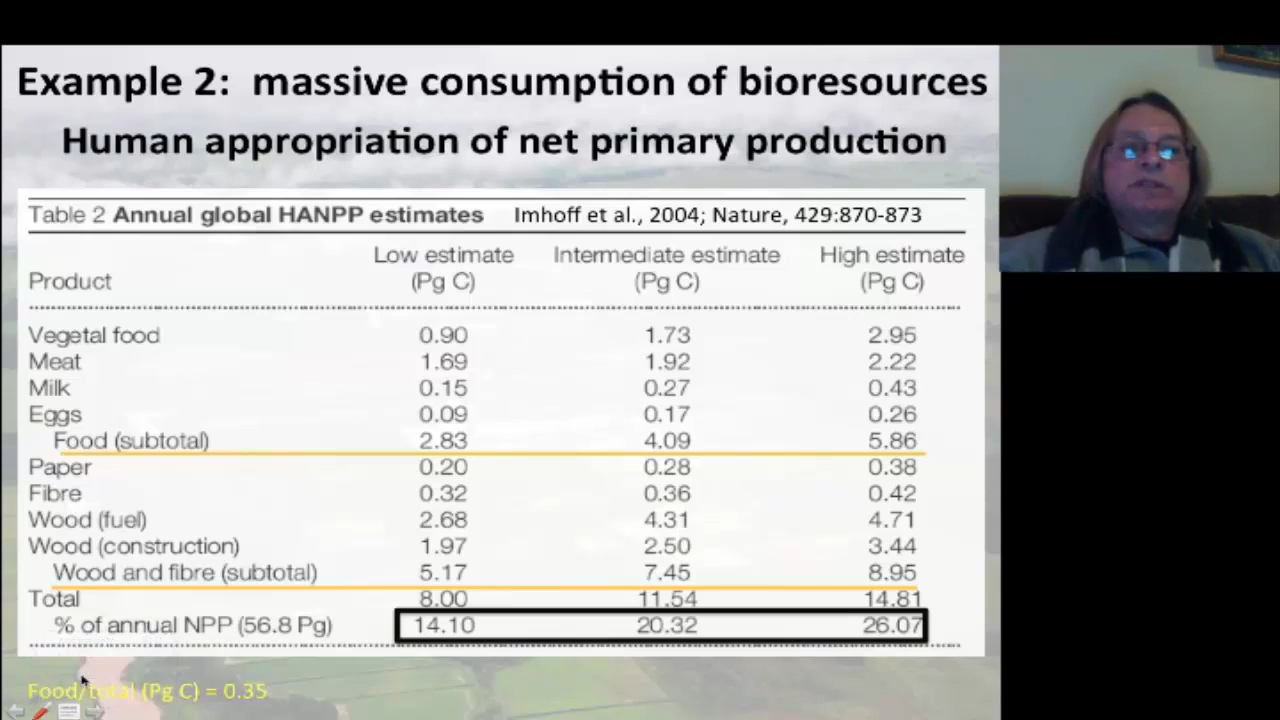 Example 2: massive consumption of bioresources
Human appropriation of net primary production
Table 2 Annual global HANPP estimates Imhoff et al., 2004; Nature, 429:870-873
Low estimate Intermediate estimate High estimate
Product (Pg C) (Pg C) (Pg C)
Vegetal food 0.90 1.73 2.95
Meat 1.69 1.92 2.22
Milk 0.15 0.27 0.43
Eggs 0.09 0.17 0.26
Food (subtotal) 2.83 4.09 5.86
Paper 0.20 0.28 0.38
Fibre 0.32 0.36 0.42
Wood (fuel) 2.68 4.31 4.71
Wood (construction) 1.97 2.50 3.44
Wood and fibre (subtotal) 5.17 7.45 8.95
Total 8.00 11.54 14.81
% of annual NPP (56.8 Pg) 14.10 20.32 26.07
Food/total (Pg C) = 0.35